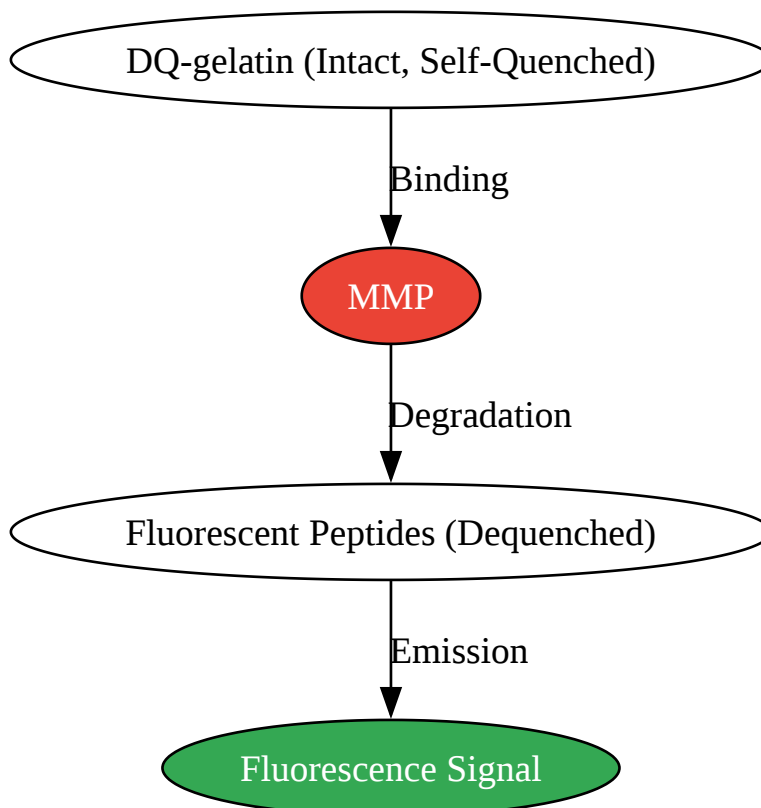 DQ-gelatin (Intact, Self-Quenched)
Binding
MMP
Degradation
Fluorescent Peptides (Dequenched)
Emission
Fluorescence Signal